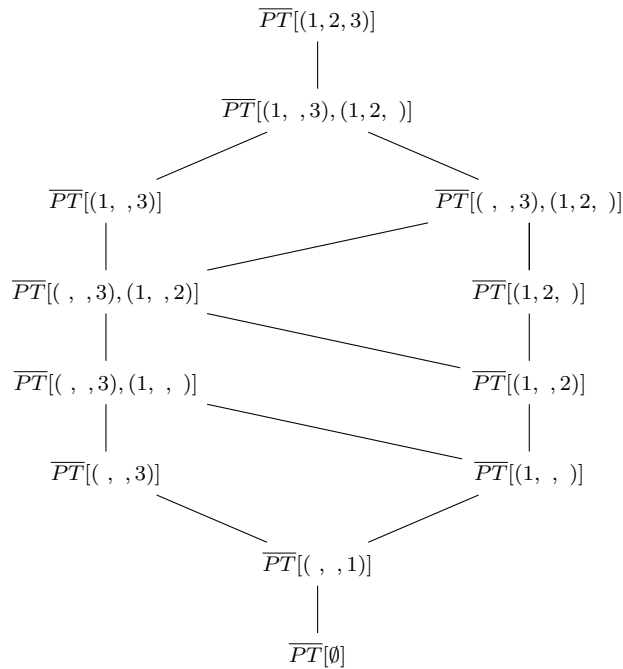 $\overline{PT}[(1,2,3)]$
$\overline{PT}[(1,\ ,3),(1,2,\ )]$
$\overline{PT}[(1,\ ,3)]$ $\overline{PT}[(\ ,\ ,3),(1,2,\ )]$
$\overline{PT}[(\ ,\ ,3),(1,\ ,2)]$ $\overline{PT}[(1,2,\ )]$
$\overline{PT}[(\ ,\ ,3),(1,\ ,\ )]$ $\overline{PT}[(1,\ ,2)]$
$\overline{PT}[(\ ,\ ,3)]$ $\overline{PT}[(1,\ ,\ )]$
$\overline{PT}[(\ ,\ ,1)]$
$\overline{PT}[\emptyset]$